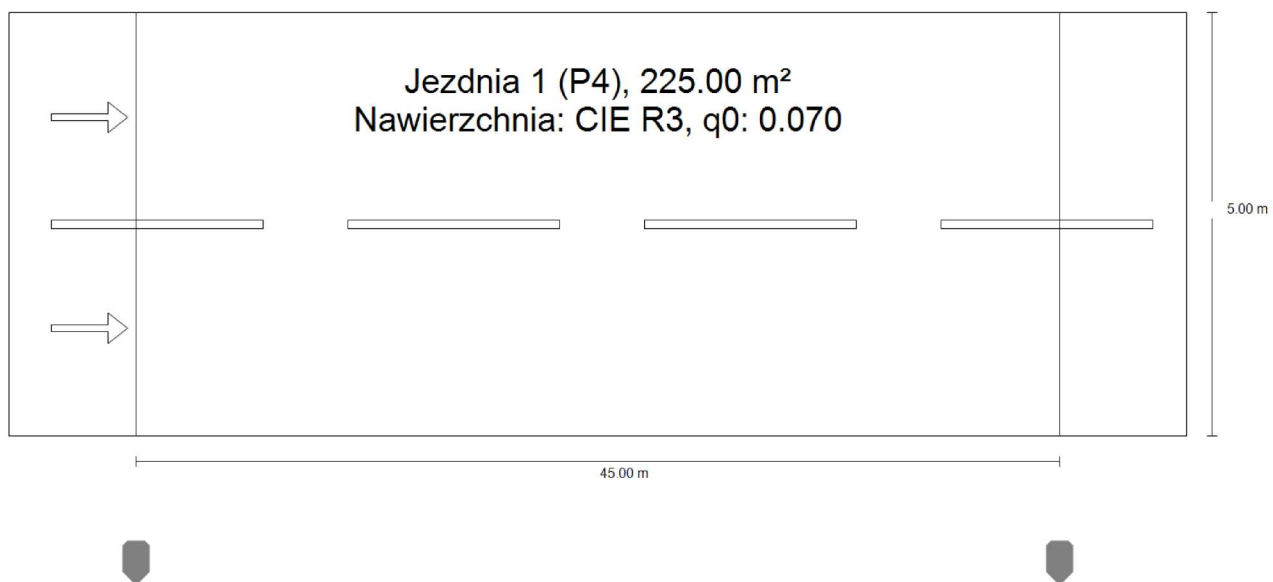 Jezdnia 1 (P4), 225.00 m²
Nawierzchnia: CIE R3, q0: 0.070
5.00 m
45.00 m